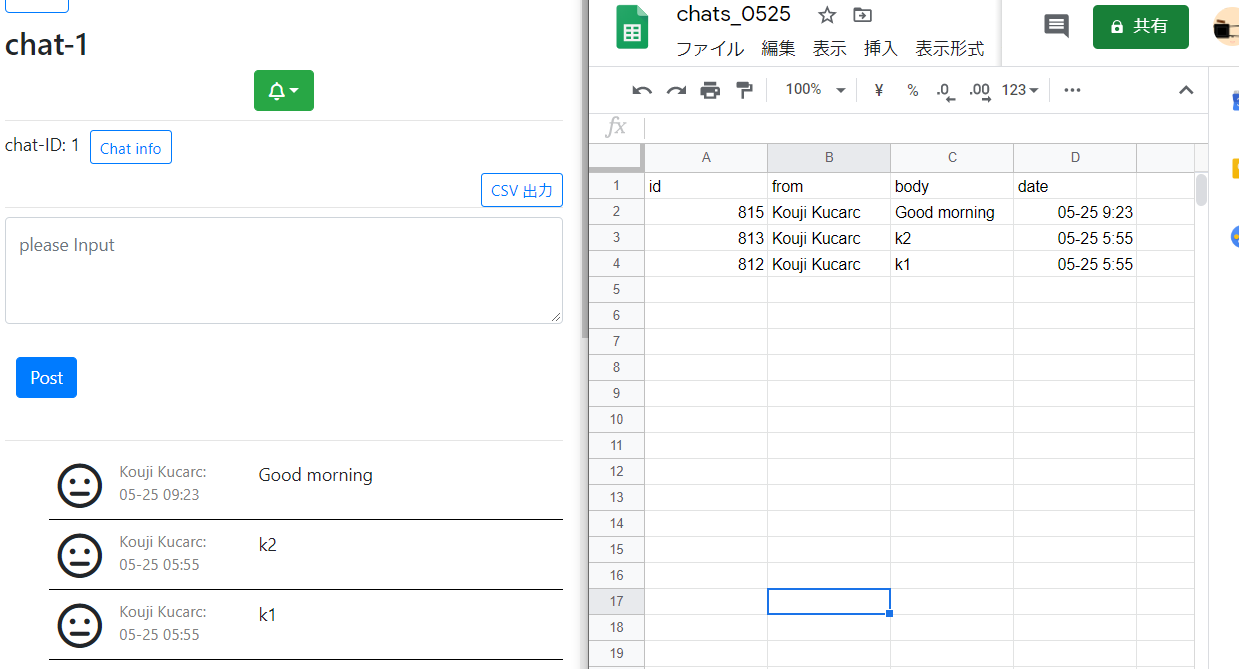 chat-1
chat-ID: 1 Chat info
CSV 出力
please Input
Post
Kouji Kucarc:
05-25 09:23
Good morning
Kouji Kucarc:
05-25 05:55
k2
Kouji Kucarc:
05-25 05:55
k1
chats_0525
共有
ファイル 編集 表示 挿入 表示形式
100% ¥ % .0 .00 123
fx
A B C D
1 id from body date
2 815 Kouji Kucarc Good morning 05-25 9:23
3 813 Kouji Kucarc k2 05-25 5:55
4 812 Kouji Kucarc k1 05-25 5:55
5
6
7
8
9
10
11
12
13
14
15
16
17
18
19